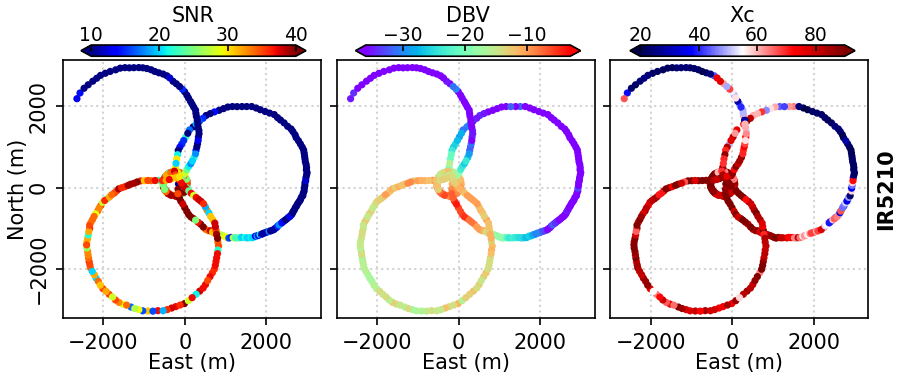 SNR
DBV
Xc
10 20 30 40
−30 −20 −10
20 40 60 80
North (m)
2000
0
−2000
IR5210
−2000 0 2000
−2000 0 2000
−2000 0 2000
East (m)
East (m)
East (m)